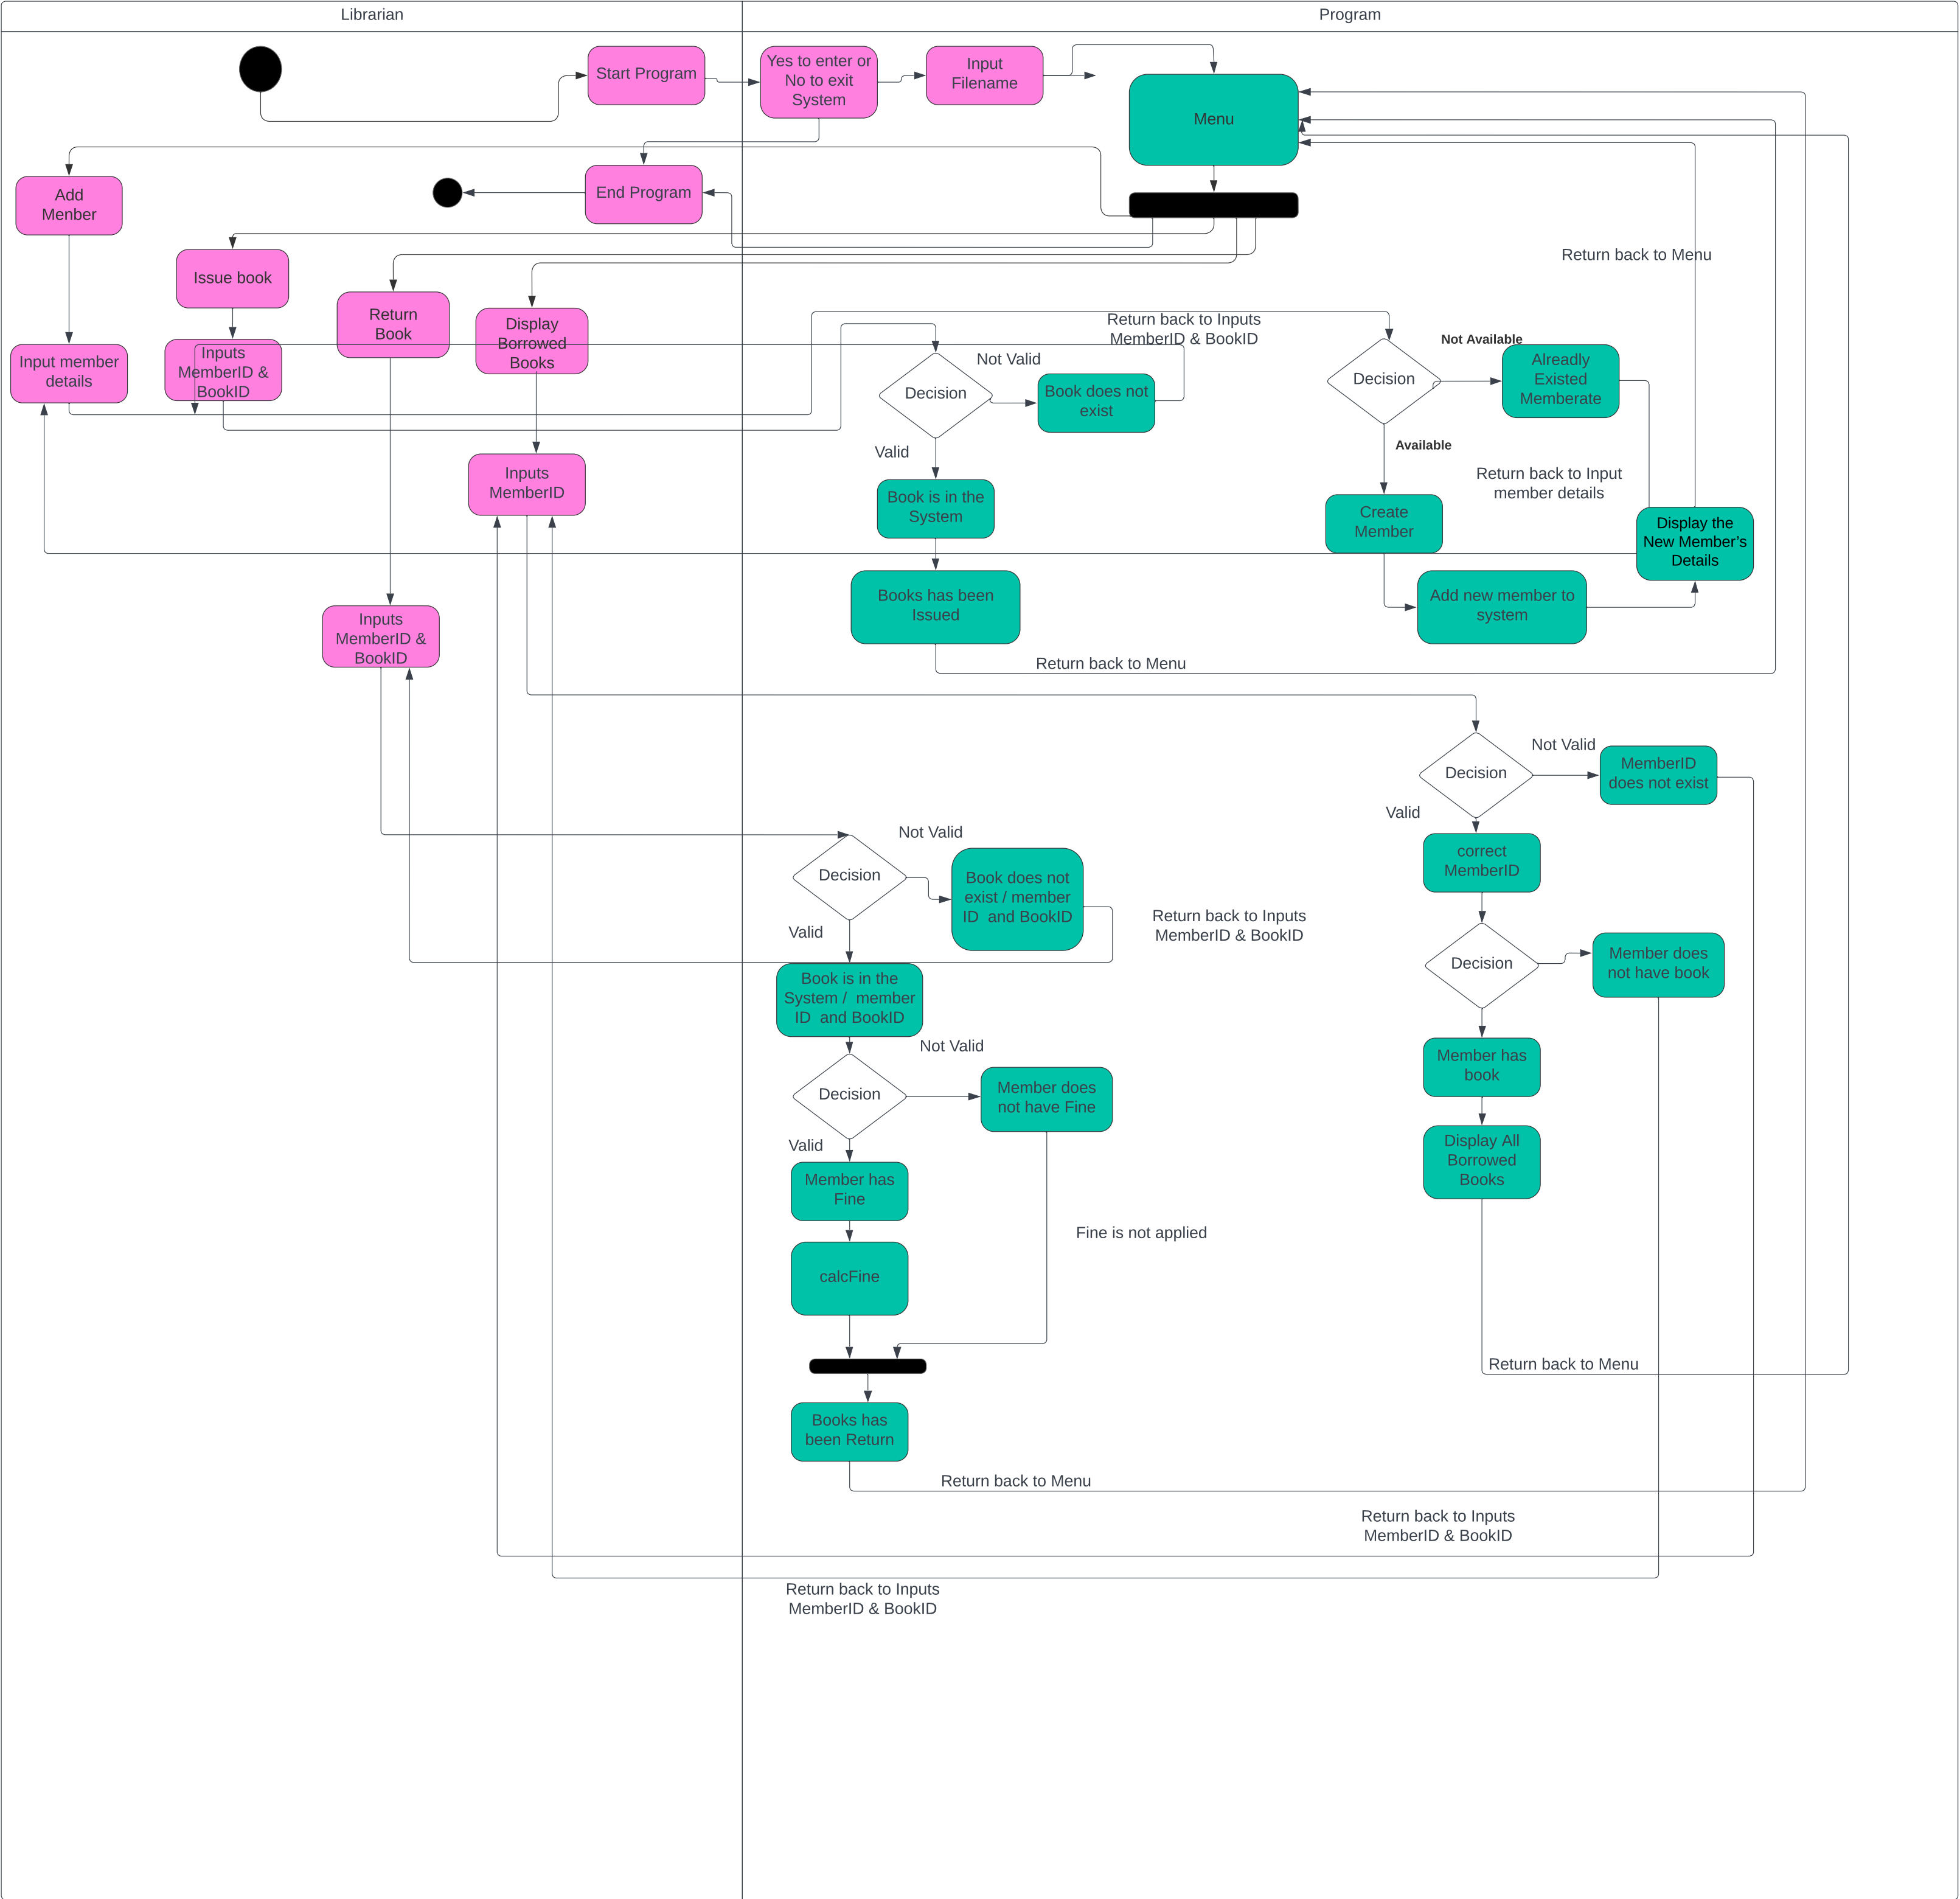 Librarian
Program
Start Program
Yes to enter or
No to exit
System
Input
Filename
Menu
Add
Menber
End Program
Issue book
Return back to Menu
Return
Book
Display
Borrowed
Books
Return back to Inputs
MemberID & BookID
Not Available
Input member
details
Inputs
MemberID &
BookID
Not Valid
Decision
Book does not
exist
Decision
Alreadly
Existed
Memberate
Valid
Available
Inputs
MemberID
Return back to Input
member details
Book is in the
System
Create
Member
Display the
New Member's
Details
Books has been
Issued
Add new member to
system
Inputs
MemberID &
BookID
Return back to Menu
Decision
Not Valid
MemberID
does not exist
Valid
Not Valid
correct
MemberID
Decision
Book does not
exist / member
ID  and BookID
Return back to Inputs
MemberID & BookID
Valid
Decision
Member does
not have book
Book is in the
System /  member
ID  and BookID
Not Valid
Member has
book
Decision
Member does
not have Fine
Valid
Display All
Borrowed
Books
Member has
Fine
Fine is not applied
calcFine
Return back to Menu
Books has
been Return
Return back to Menu
Return back to Inputs
MemberID & BookID
Return back to Inputs
MemberID & BookID